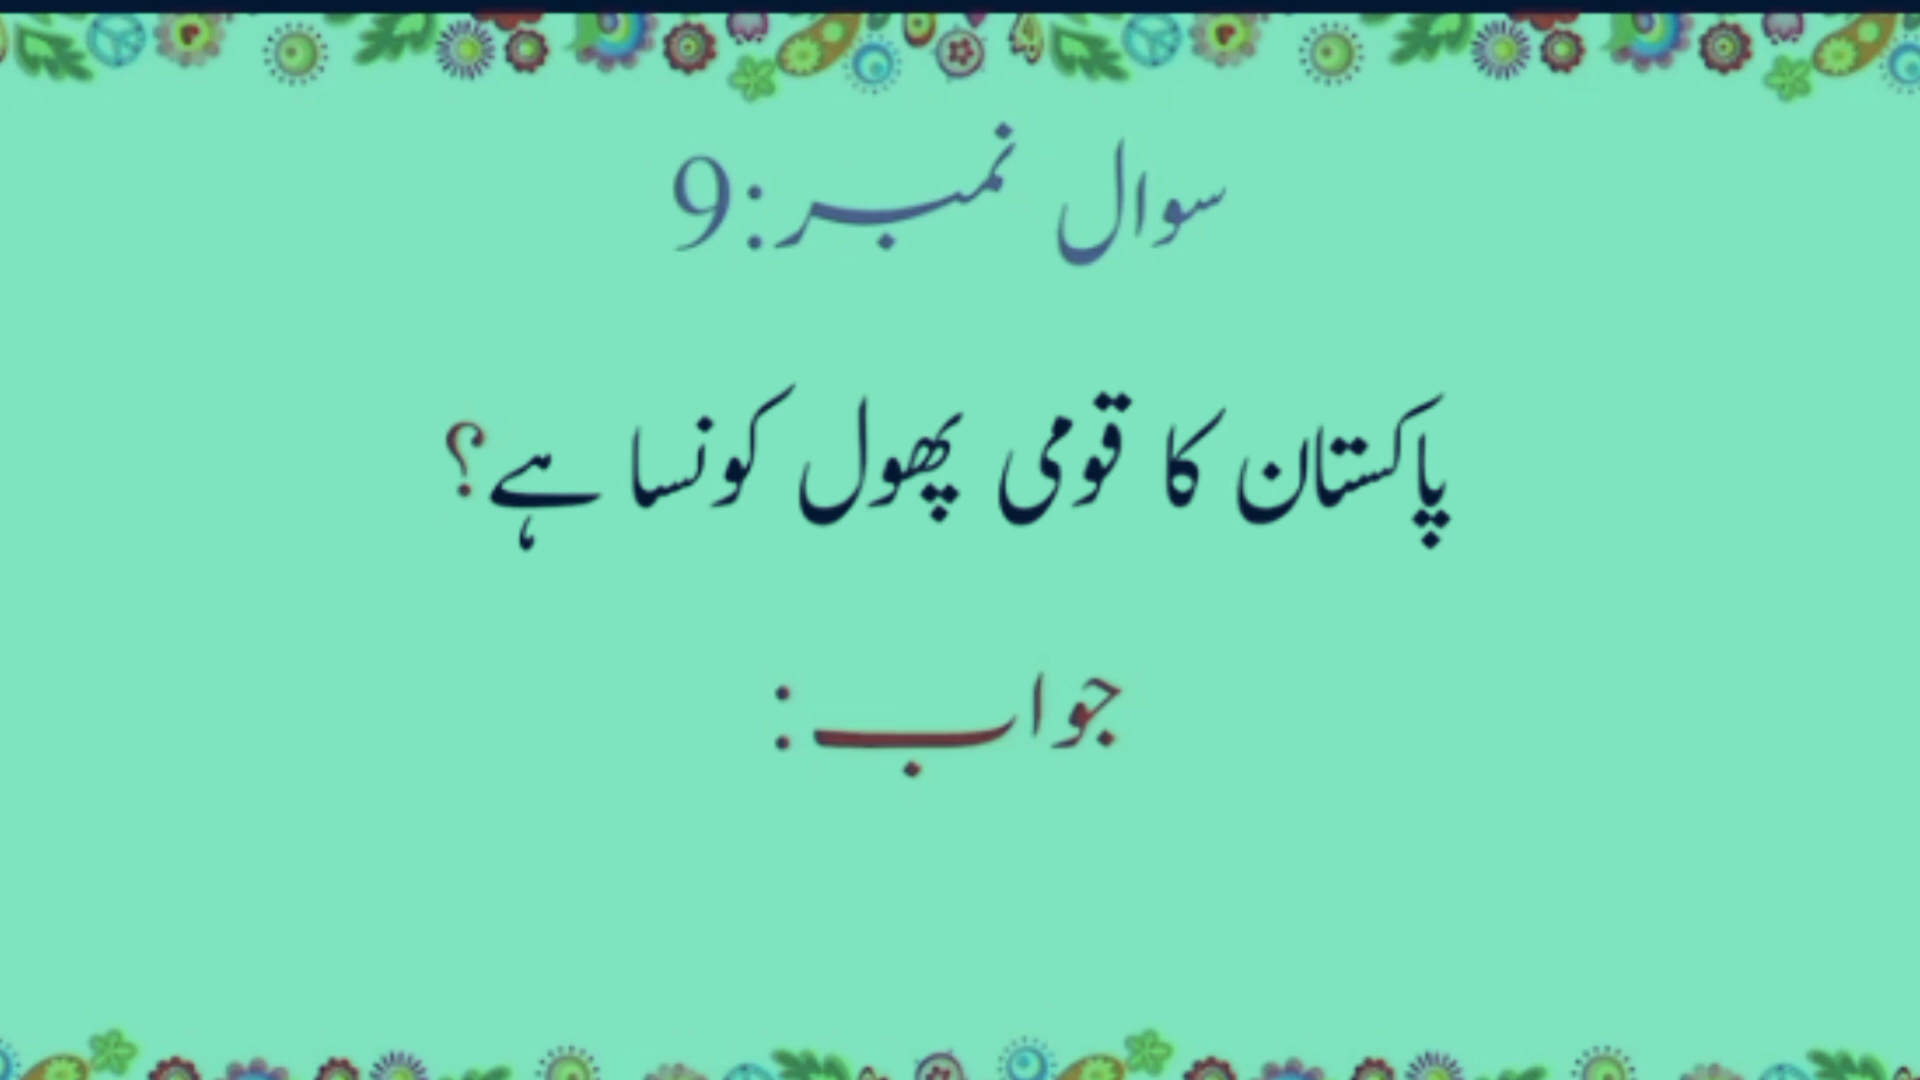 سوال نمبر:9
پاکستان کا قومی پھول کونسا ہے؟
جواب: